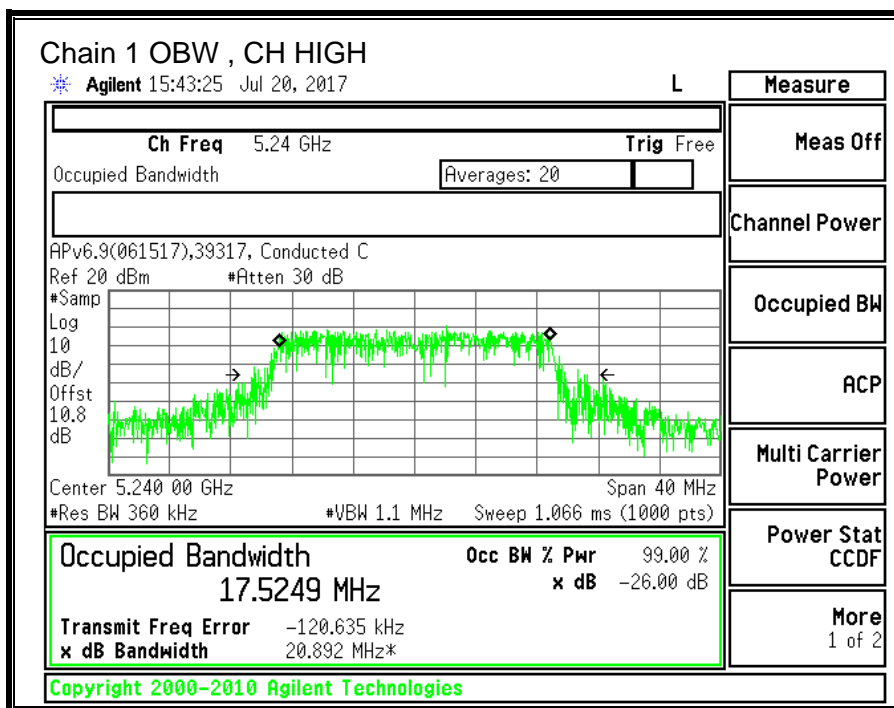 Chain 1 OBW , CH HIGH
Agilent 15:43:25 Jul 20, 2017 L
Measure
Ch Freq 5.24 GHz Trig Free
Meas Off
Occupied Bandwidth Averages: 20
Channel Power
APv6.9(061517),39317, Conducted C
Ref 20 dBm #Atten 30 dB
#Samp
Log
10
dB/
Offst
10.8
dB
Occupied BW
ACP
Center 5.240 00 GHz Span 40 MHz
#Res BW 360 kHz #VBW 1.1 MHz Sweep 1.066 ms (1000 pts)
Multi Carrier
Power
Occupied Bandwidth
17.5249 MHz
Occ BW % Pwr 99.00 %
x dB -26.00 dB
Power Stat
CCDF
Transmit Freq Error -120.635 kHz
x dB Bandwidth 20.892 MHz*
More
1 of 2
Copyright 2000-2010 Agilent Technologies